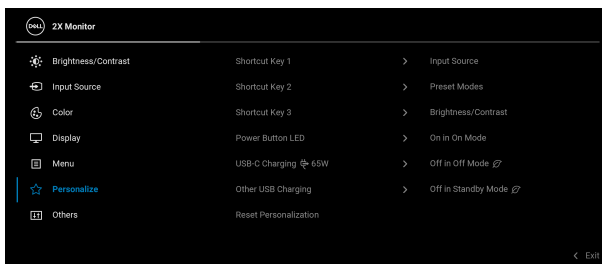 DELL 2X Monitor
Brightness/Contrast Shortcut Key 1 > Input Source
Input Source Shortcut Key 2 > Preset Modes
Color Shortcut Key 3 > Brightness/Contrast
Display Power Button LED > On in On Mode
Menu USB-C Charging 65W > Off in Off Mode
Personalize Other USB Charging > Off in Standby Mode
Others Reset Personalization
< Exit